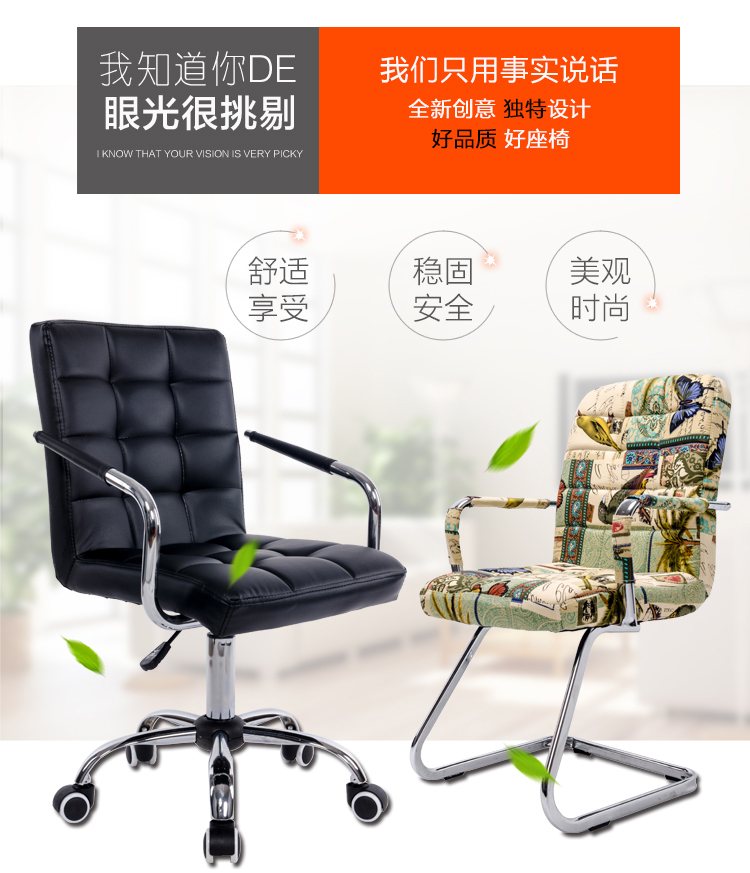 我知道你DE
眼光很挑剔
I KNOW THAT YOUR VISION IS VERY PICKY
我们只用事实说话
全新创意 独特设计
好品质 好座椅
舒适
享受
稳固
安全
美观
时尚